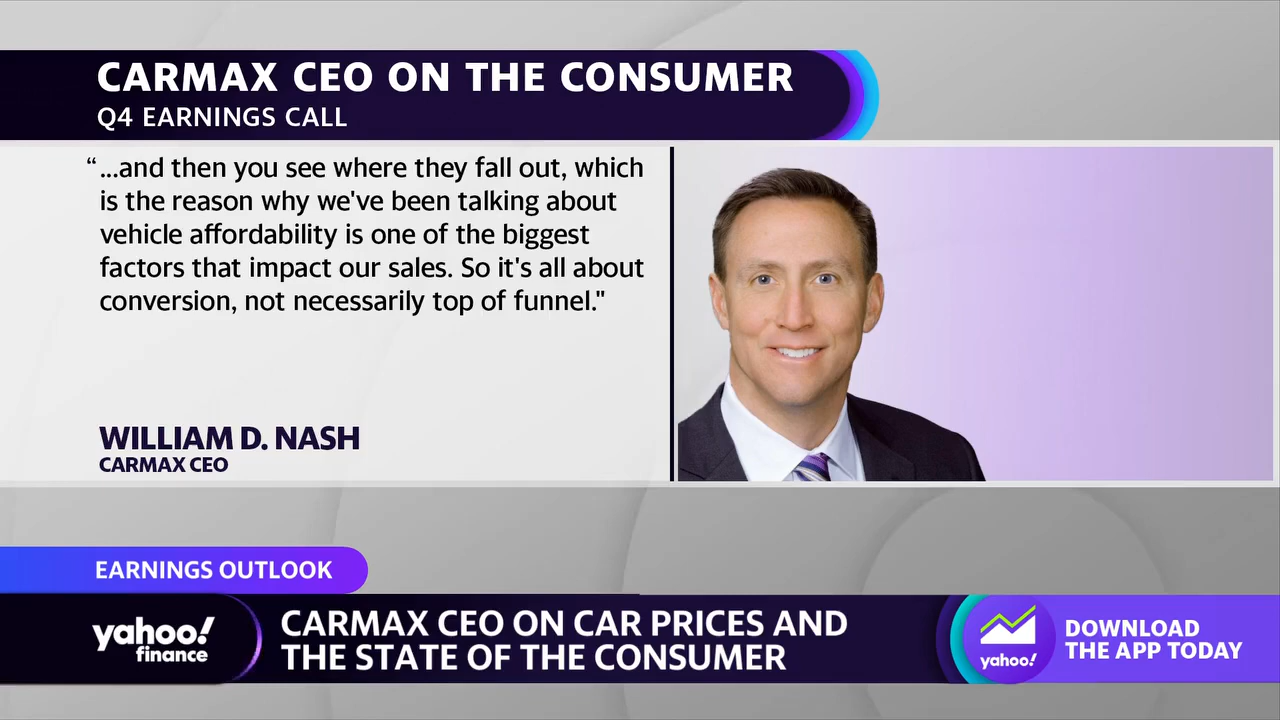 CARMAX CEO ON THE CONSUMER
Q4 EARNINGS CALL
“...and then you see where they fall out, which
is the reason why we've been talking about
vehicle affordability is one of the biggest
factors that impact our sales. So it's all about
conversion, not necessarily top of funnel."
WILLIAM D. NASH
CARMAX CEO
EARNINGS OUTLOOK
yahoo!
finance
CARMAX CEO ON CAR PRICES AND
THE STATE OF THE CONSUMER
yahoo!
DOWNLOAD
THE APP TODAY